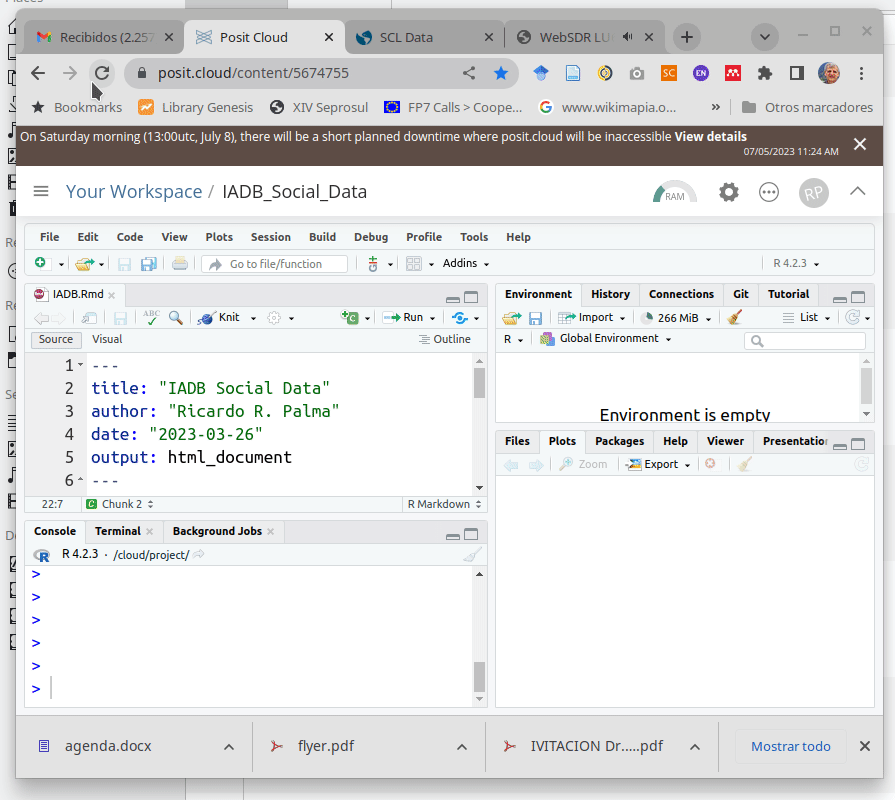 Recibidos (2.257
Posit Cloud
SCL Data
WebSDR LU
posit.cloud/content/5674755
SC
EN
Bookmarks
Library Genesis
XIV Seprosul
FP7 Calls > Coope...
www.wikimapia.o...
»
Otros marcadores
On Saturday morning (13:00utc, July 8), there will be a short planned downtime where posit.cloud will be inaccessible View details
07/05/2023 11:24 AM
Your Workspace / IADB_Social_Data
RAM
RP
File Edit Code View Plots Session Build Debug Profile Tools Help
Go to file/function
Addins
R 4.2.3
IADB.Rmd
ABC
Knit
Run
Source Visual
Outline
1 ---
2 title: "IADB Social Data"
3 author: "Ricardo R. Palma"
4 date: "2023-03-26"
5 output: html_document
6 ---
22:7
C Chunk 2
R Markdown
Console Terminal Background Jobs
R 4.2.3 · /cloud/project/
>
>
>
>
>
>
Environment History Connections Git Tutorial
Import
266 MiB
List
R
Global Environment
Environment is empty
Files Plots Packages Help Viewer Presentation
Zoom
Export
agenda.docx
flyer.pdf
IVITACION Dr.....pdf
Mostrar todo